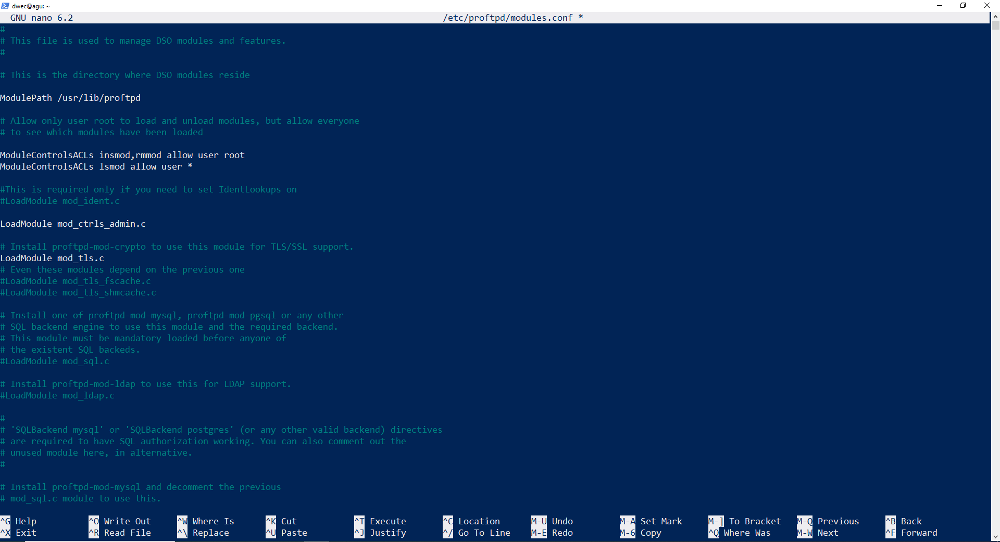 dwec@agu: ~
GNU nano 6.2 /etc/proftpd/modules.conf *
#
# This file is used to manage DSO modules and features.
#
# This is the directory where DSO modules reside
ModulePath /usr/lib/proftpd
# Allow only user root to load and unload modules, but allow everyone
# to see which modules have been loaded
ModuleControlsACLs insmod,rmmod allow user root
ModuleControlsACLs lsmod allow user *
#This is required only if you need to set IdentLookups on
#LoadModule mod_ident.c
LoadModule mod_ctrls_admin.c
# Install proftpd-mod-crypto to use this module for TLS/SSL support.
LoadModule mod_tls.c
# Even these modules depend on the previous one
#LoadModule mod_tls_fscache.c
#LoadModule mod_tls_shmcache.c
# Install one of proftpd-mod-mysql, proftpd-mod-pgsql or any other
# SQL backend engine to use this module and the required backend.
# This module must be mandatory loaded before anyone of
# the existent SQL backeds.
#LoadModule mod_sql.c
# Install proftpd-mod-ldap to use this for LDAP support.
#LoadModule mod_ldap.c
#
# 'SQLBackend mysql' or 'SQLBackend postgres' (or any other valid backend) directives
# are required to have SQL authorization working. You can also comment out the
# unused module here, in alternative.
#
# Install proftpd-mod-mysql and decomment the previous
# mod_sql.c module to use this.
^G Help ^O Write Out ^W Where Is ^K Cut ^T Execute ^C Location M-U Undo M-A Set Mark M-] To Bracket M-Q Previous ^B Back
^X Exit ^R Read File ^\ Replace ^U Paste ^J Justify ^/ Go To Line M-E Redo M-6 Copy ^Q Where Was M-W Next ^F Forward